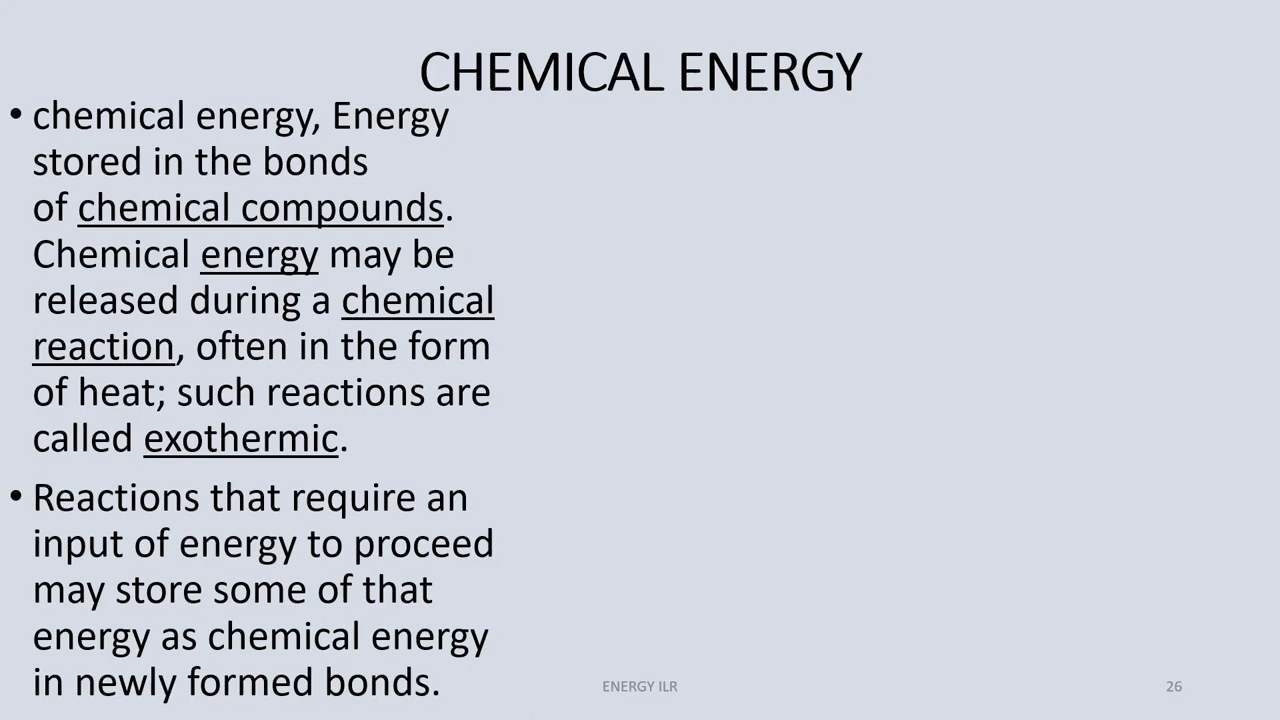 CHEMICAL ENERGY
• chemical energy, Energy
stored in the bonds
of chemical compounds.
Chemical energy may be
released during a chemical
reaction, often in the form
of heat; such reactions are
called exothermic.
• Reactions that require an
input of energy to proceed
may store some of that
energy as chemical energy
in newly formed bonds.
ENERGY ILR
26